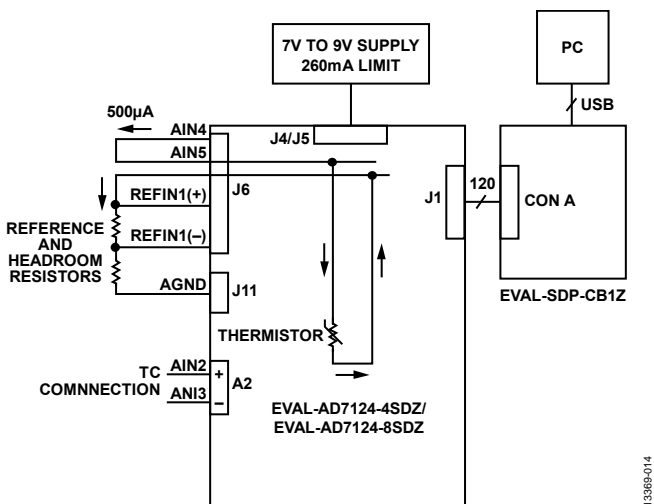 7V TO 9V SUPPLY
260mA LIMIT
PC
USB
500µA
AIN4
AIN5
J4/J5
REFIN1(+)
J6
REFIN1(–)
J1
120
CON A
REFERENCE
AND
HEADROOM
RESISTORS
AGND
J11
EVAL-SDP-CB1Z
THERMISTOR
TC
COMNNECTION
AIN2
+
A2
ANI3
–
EVAL-AD7124-4SDZ/
EVAL-AD7124-8SDZ
13369-014